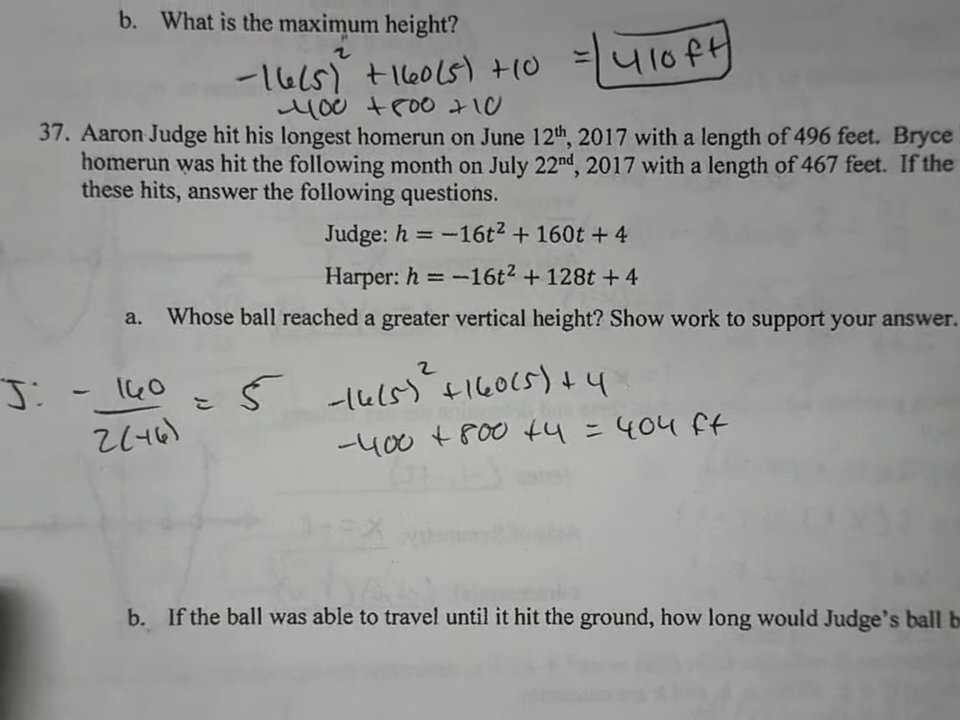 b. What is the maximum height?
-16(5)² +160(5) +10 = 410 ft
-400 +800 +10
37. Aaron Judge hit his longest homerun on June 12th, 2017 with a length of 496 feet. Bryce
homerun was hit the following month on July 22nd, 2017 with a length of 467 feet. If the
these hits, answer the following questions.
Judge: h = −16t² + 160t + 4
Harper: h = −16t² + 128t + 4
a. Whose ball reached a greater vertical height? Show work to support your answer.
J: - 160/2(-16) = 5 -16(5)² +160(5) + 4
-400 + 800 +4 = 404 ft
b. If the ball was able to travel until it hit the ground, how long would Judge's ball b